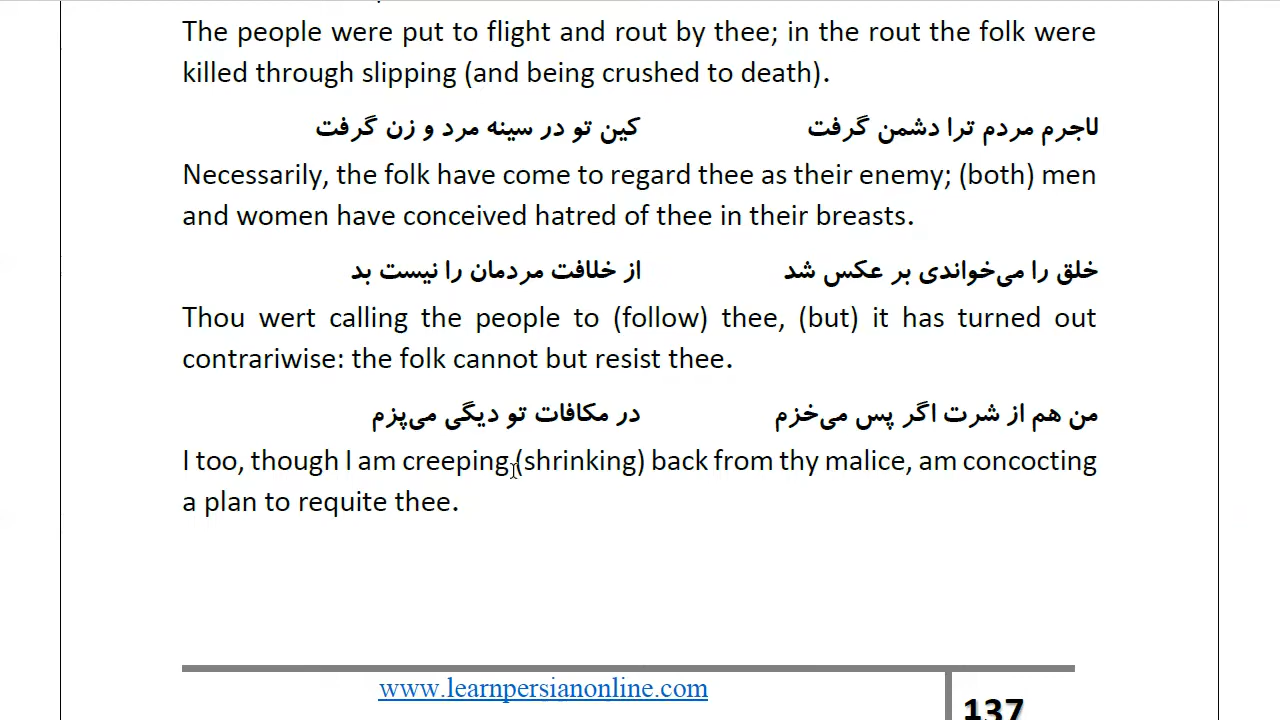 The people were put to flight and rout by thee; in the rout the folk were
killed through slipping (and being crushed to death).
لاجرم مردم ترا دشمن گرفت کین تو در سینه مرد و زن گرفت
Necessarily, the folk have come to regard thee as their enemy; (both) men
and women have conceived hatred of thee in their breasts.
خلق را می‌خواندی بر عکس شد از خلافت مردمان را نیست بد
Thou wert calling the people to (follow) thee, (but) it has turned out
contrariwise: the folk cannot but resist thee.
من هم از شرت اگر پس می‌خزم در مکافات تو دیگی می‌پزم
I too, though I am creeping (shrinking) back from thy malice, am concocting
a plan to requite thee.
www.learnpersianonline.com
137